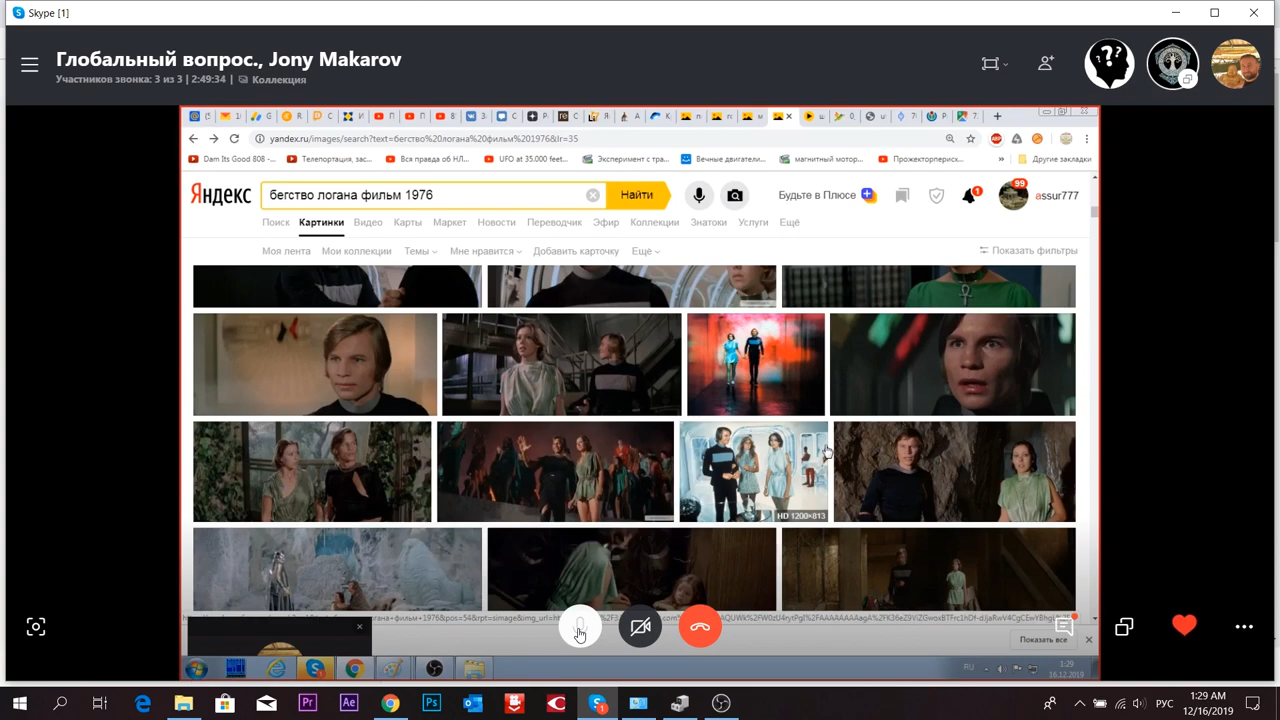 Skype [1]
Глобальный вопрос., Jony Makarov
Участников звонка: 3 из 3 | 2:49:34 | Коллекция
yandex.ru/images/search?text=бегство%20логана%20фильм%201976&lr=35
Dam Its Good 808 -...
Телепортация, зас...
Вся правда об НЛ...
UFO at 35.000 feet...
Эксперимент с тра...
Вечные двигатели...
магнитный мотор...
Прожекторпериск...
»
Другие закладки
Яндекс
бегство логана фильм 1976
Найти
Будьте в Плюсе
1
99
assur777
Поиск Картинки Видео Карты Маркет Новости Переводчик Эфир Коллекции Знатоки Услуги Ещё
Моя лента Мои коллекции Темы Мне нравится Добавить карточку Ещё
Показать фильтры
HD 1200×813
Показать все
RU
1:29
16.12.2019
Pr Ae Ps
РУС
1:29 AM
12/16/2019